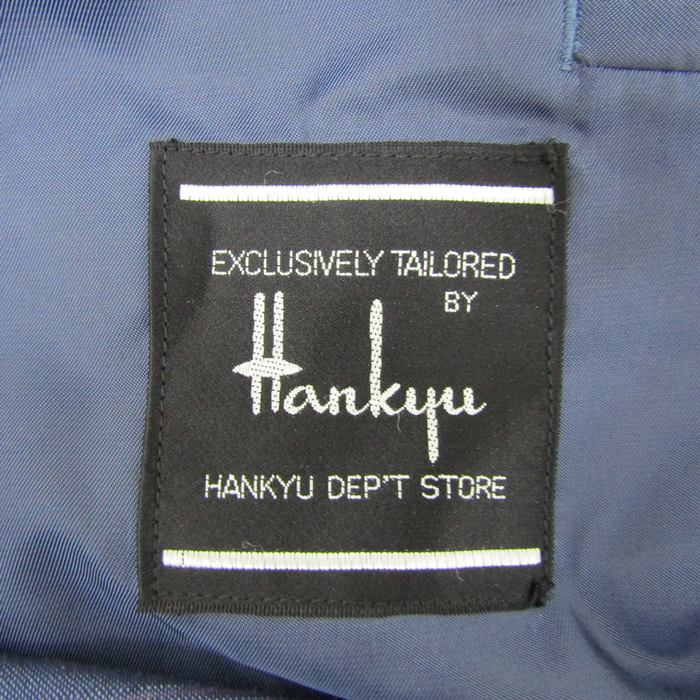 EXCLUSIVELY TAILORED
BY
Hankyu
HANKYU DEP'T STORE